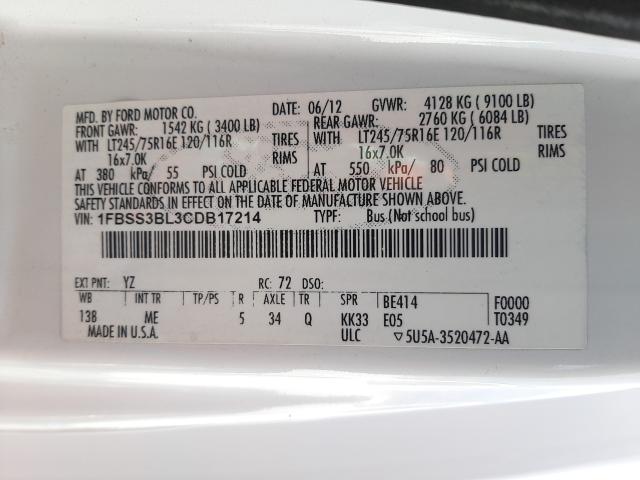 MFD. BY FORD MOTOR CO. DATE: 06/12 GVWR: 4128 KG ( 9100 LB)
FRONT GAWR: 1542 KG ( 3400 LB) REAR GAWR: 2760 KG ( 6084 LB)
WITH LT245/75R16E 120/116R TIRES WITH LT245/75R16E 120/116R TIRES
16x7.0K RIMS 16x7.0K RIMS
AT 380 kPa/ 55 PSI COLD AT 550 kPa/ 80 PSI COLD
THIS VEHICLE CONFORMS TO ALL APPLICABLE FEDERAL MOTOR VEHICLE
SAFETY STANDARDS IN EFFECT ON THE DATE OF MANUFACTURE SHOWN ABOVE.
VIN: 1FBSS3BL3CDB17214 TYPE: Bus (Not school bus)
EXT PNT: YZ RC: 72 DSO:
WB INT TR TP/PS R AXLE TR SPR BE414 F0000
138 ME 5 34 Q KK33 E05 T0349
MADE IN U.S.A. ULC ▽5U5A-3520472-AA